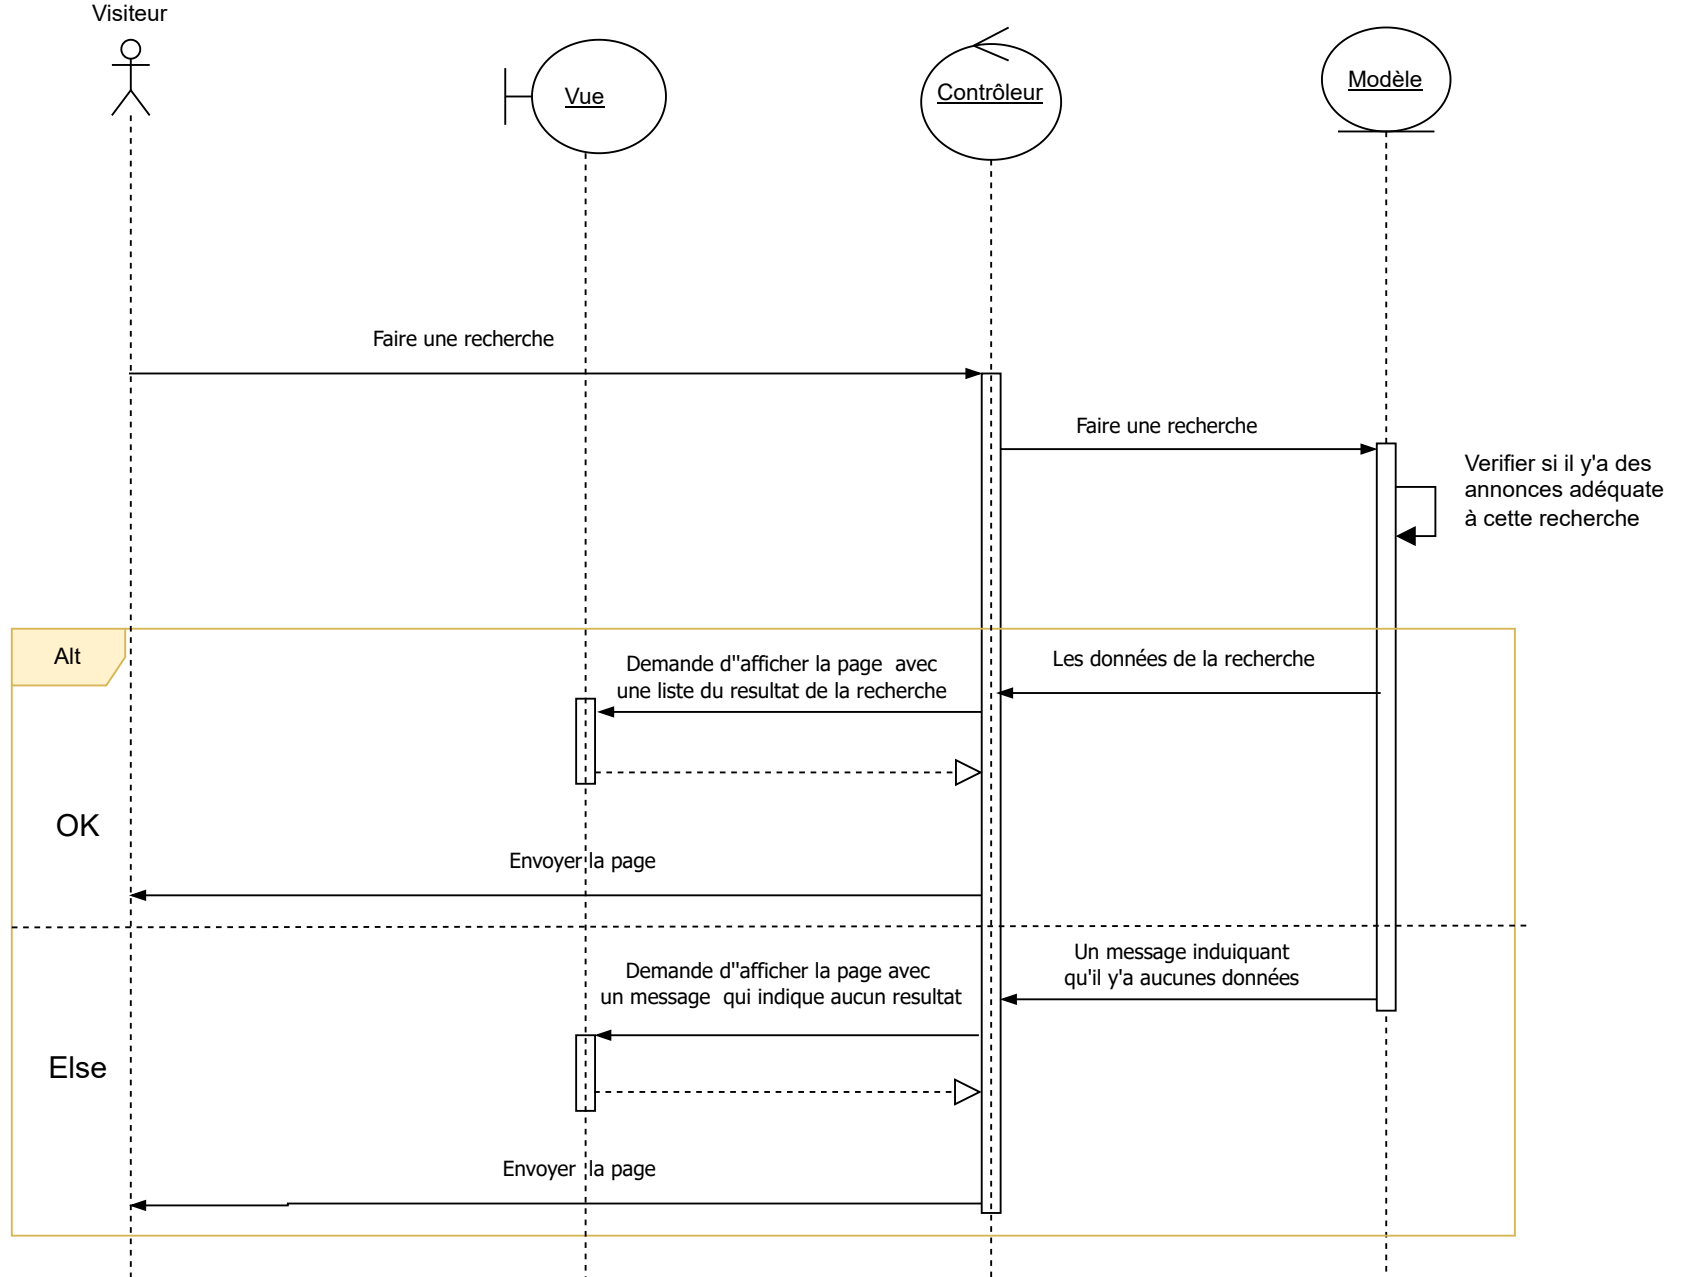 Visiteur
Vue
Contrôleur
Modèle
Faire une recherche
Faire une recherche
Verifier si il y'a des
annonces adéquate
à cette recherche
Alt
Les données de la recherche
Demande d''afficher la page  avec
une liste du resultat de la recherche
OK
Envoyer la page
Un message induiquant
qu'il y'a aucunes données
Demande d''afficher la page avec
un message  qui indique aucun resultat
Else
Envoyer  la page